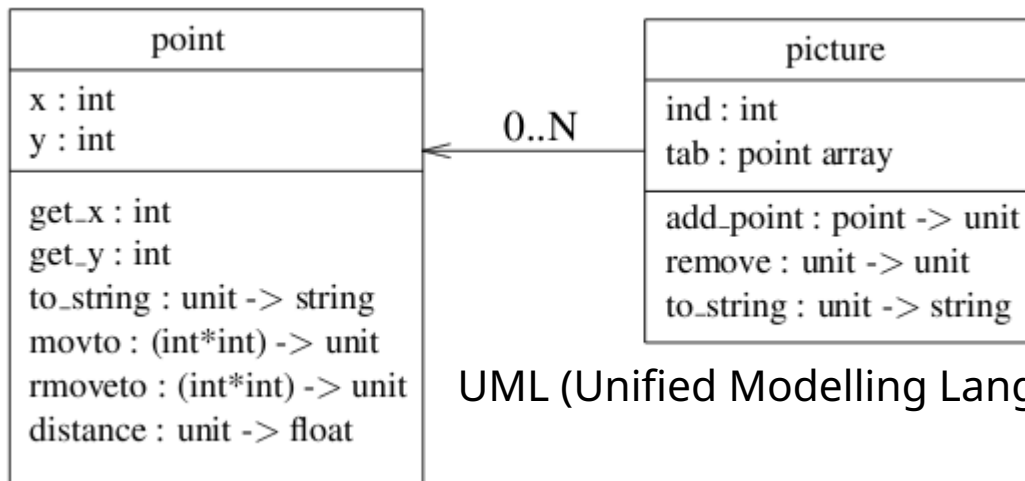 point
x : int
y : int
get_x : int
get_y : int
to_string : unit -> string
movto : (int*int) -> unit
rmoveto : (int*int) -> unit
distance : unit -> float
0..N
picture
ind : int
tab : point array
add_point : point -> unit
remove : unit -> unit
to_string : unit -> string
UML (Unified Modelling Lang